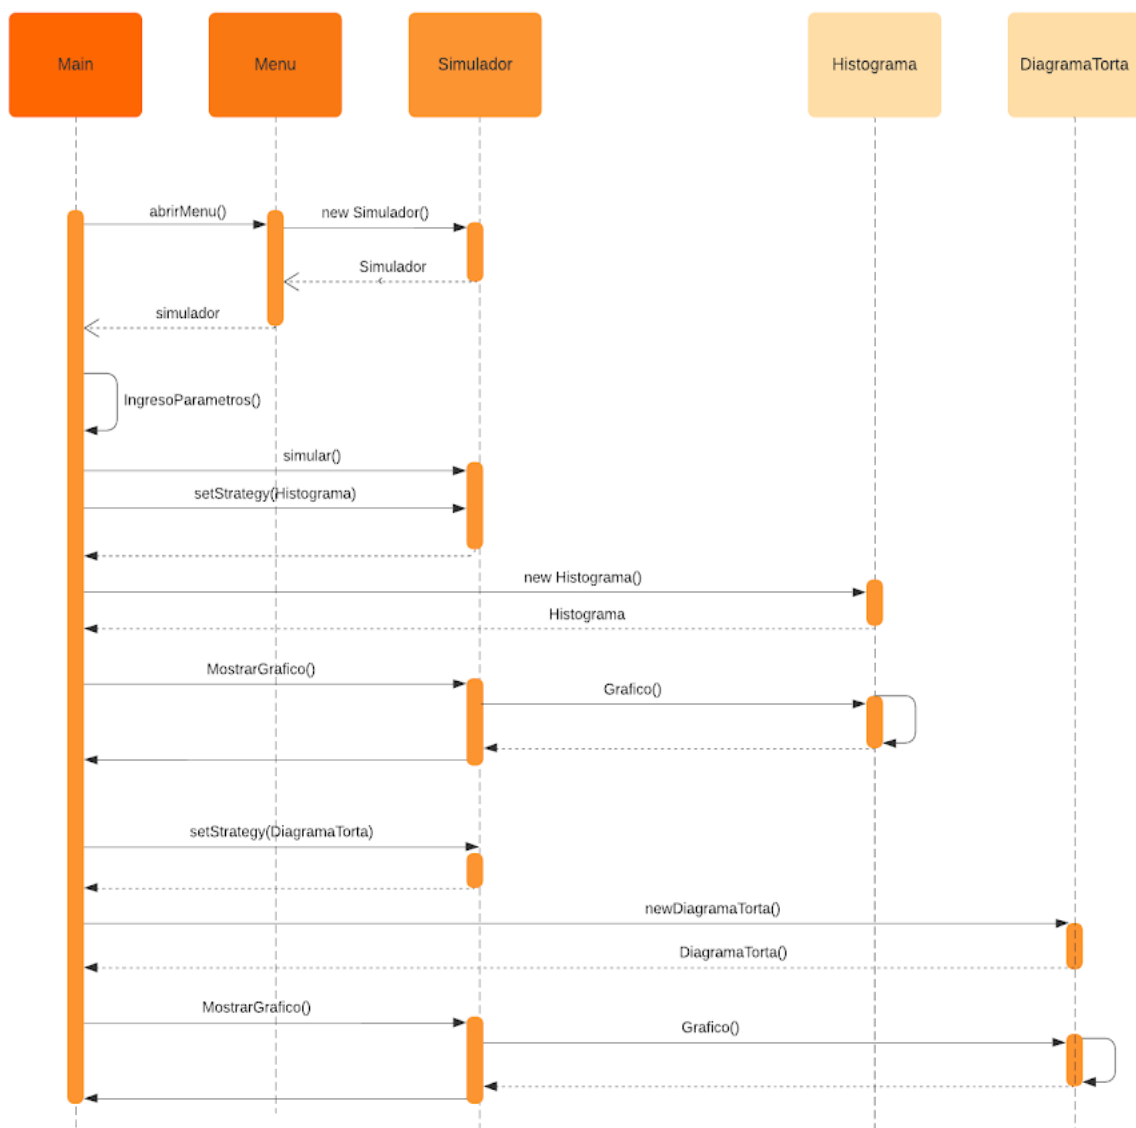 Main
Menu
Simulador
Histograma
DiagramaTorta
abrirMenu()
new Simulador()
Simulador
simulador
IngresoParametros()
simular()
setStrategy(Histograma)
new Histograma()
Histograma
MostrarGrafico()
Grafico()
setStrategy(DiagramaTorta)
newDiagramaTorta()
DiagramaTorta()
MostrarGrafico()
Grafico()